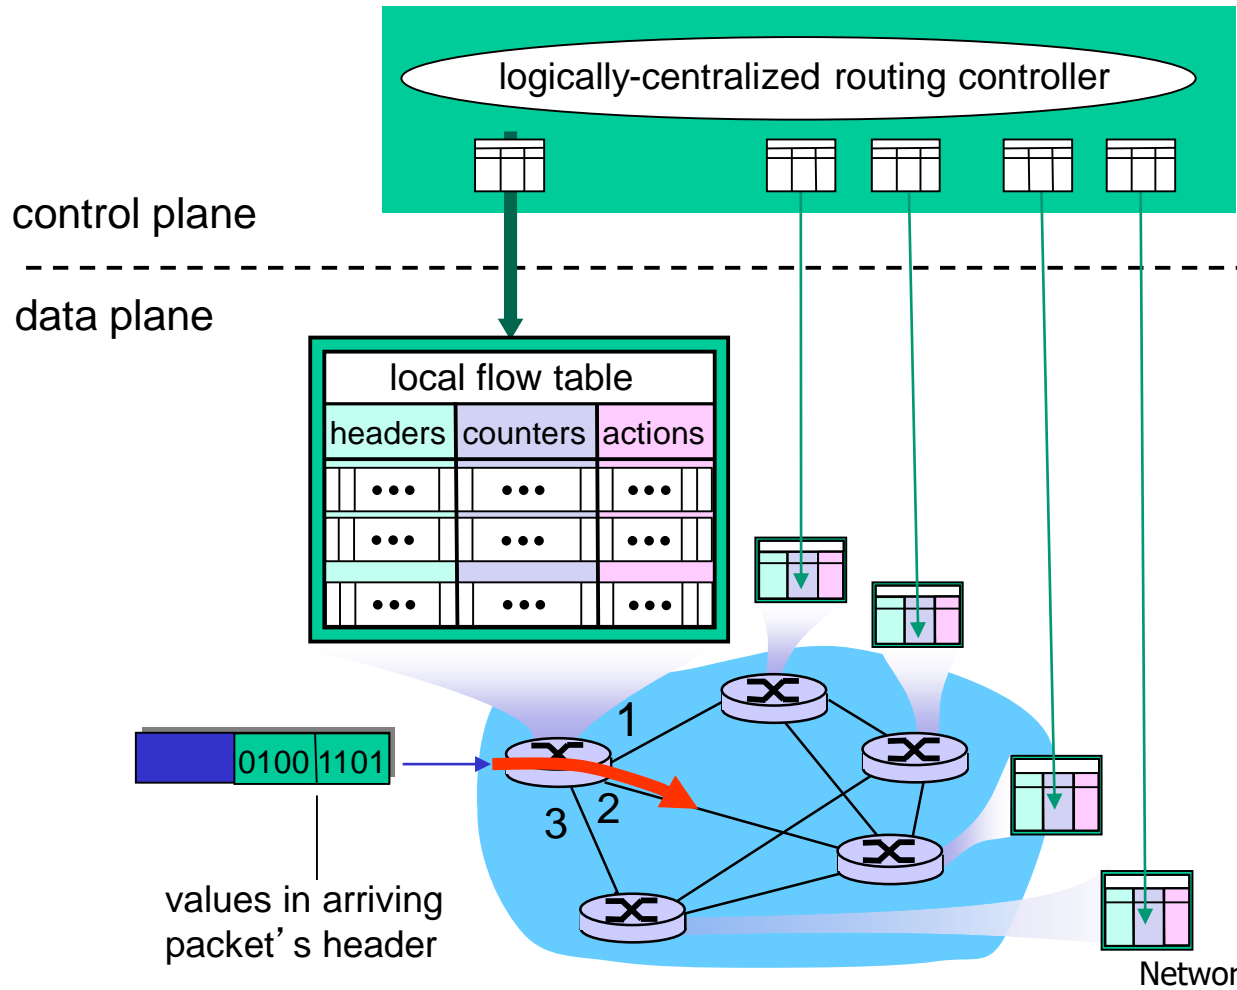 logically-centralized routing controller
control plane
data plane
local flow table
headers counters actions
1
0100 1101
2
3
values in arriving
packet’s header
Networ